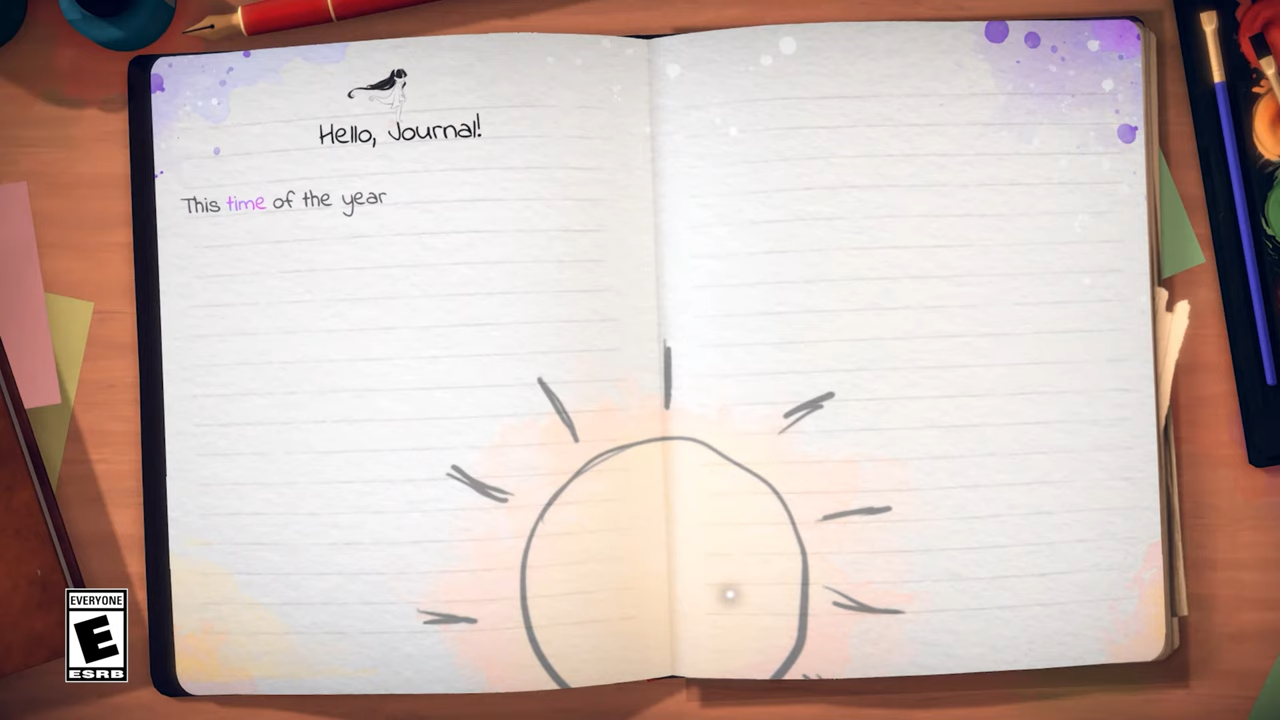 Hello, Journal!
This time of the year
EVERYONE
E
ESRB